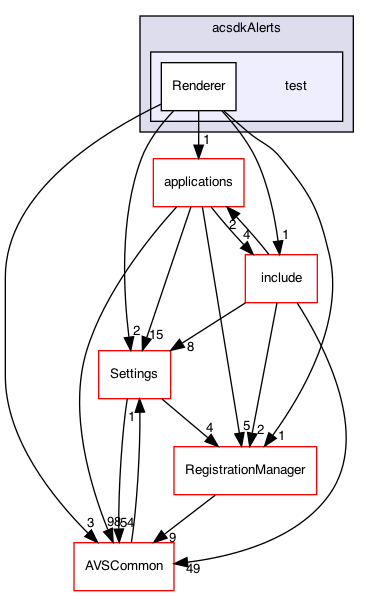 acsdkAlerts
Renderer
test
1
applications
2
4
1
include
2
15
8
Settings
1
4
5
2
1
RegistrationManager
3
98
54
9
AVSCommon
49